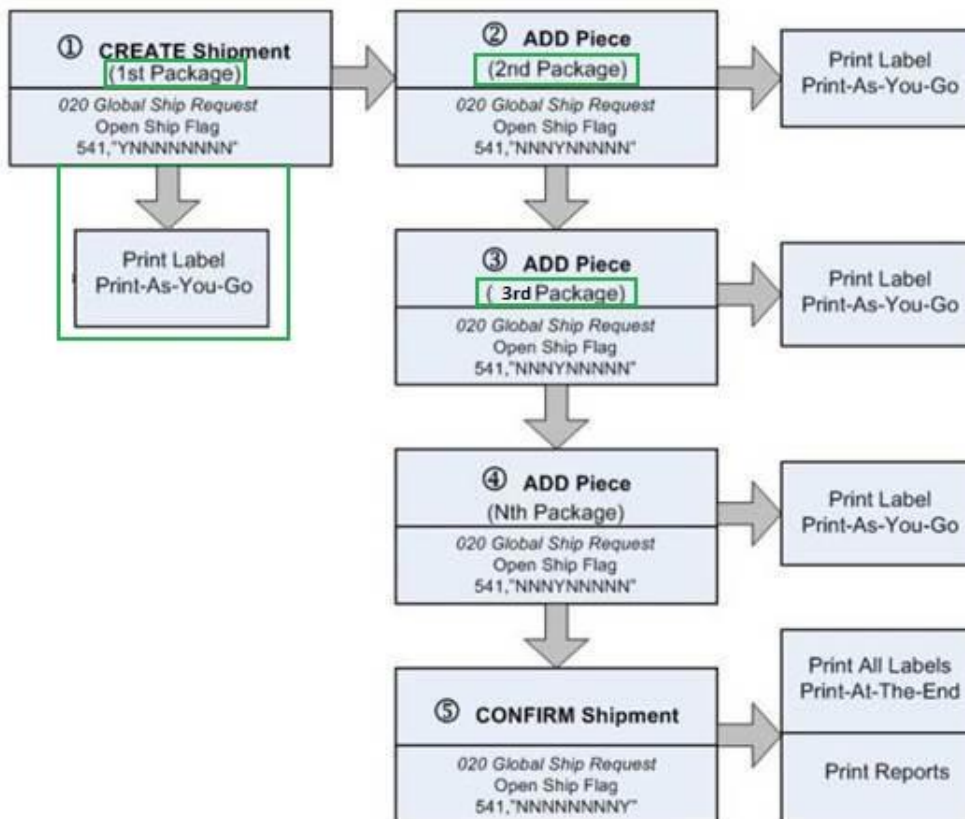 ① CREATE Shipment
(1st Package)
020 Global Ship Request
Open Ship Flag
541,"YNNNNNNNN"
Print Label
Print-As-You-Go
② ADD Piece
(2nd Package)
020 Global Ship Request
Open Ship Flag
541,"NNNYNNNNN"
Print Label
Print-As-You-Go
③ ADD Piece
( 3rd Package)
020 Global Ship Request
Open Ship Flag
541,"NNNYNNNNN"
Print Label
Print-As-You-Go
④ ADD Piece
(Nth Package)
020 Global Ship Request
Open Ship Flag
541,"NNNYNNNNN"
Print Label
Print-As-You-Go
⑤ CONFIRM Shipment
020 Global Ship Request
Open Ship Flag
541,"NNNNNNNNY"
Print All Labels
Print-At-The-End
Print Reports